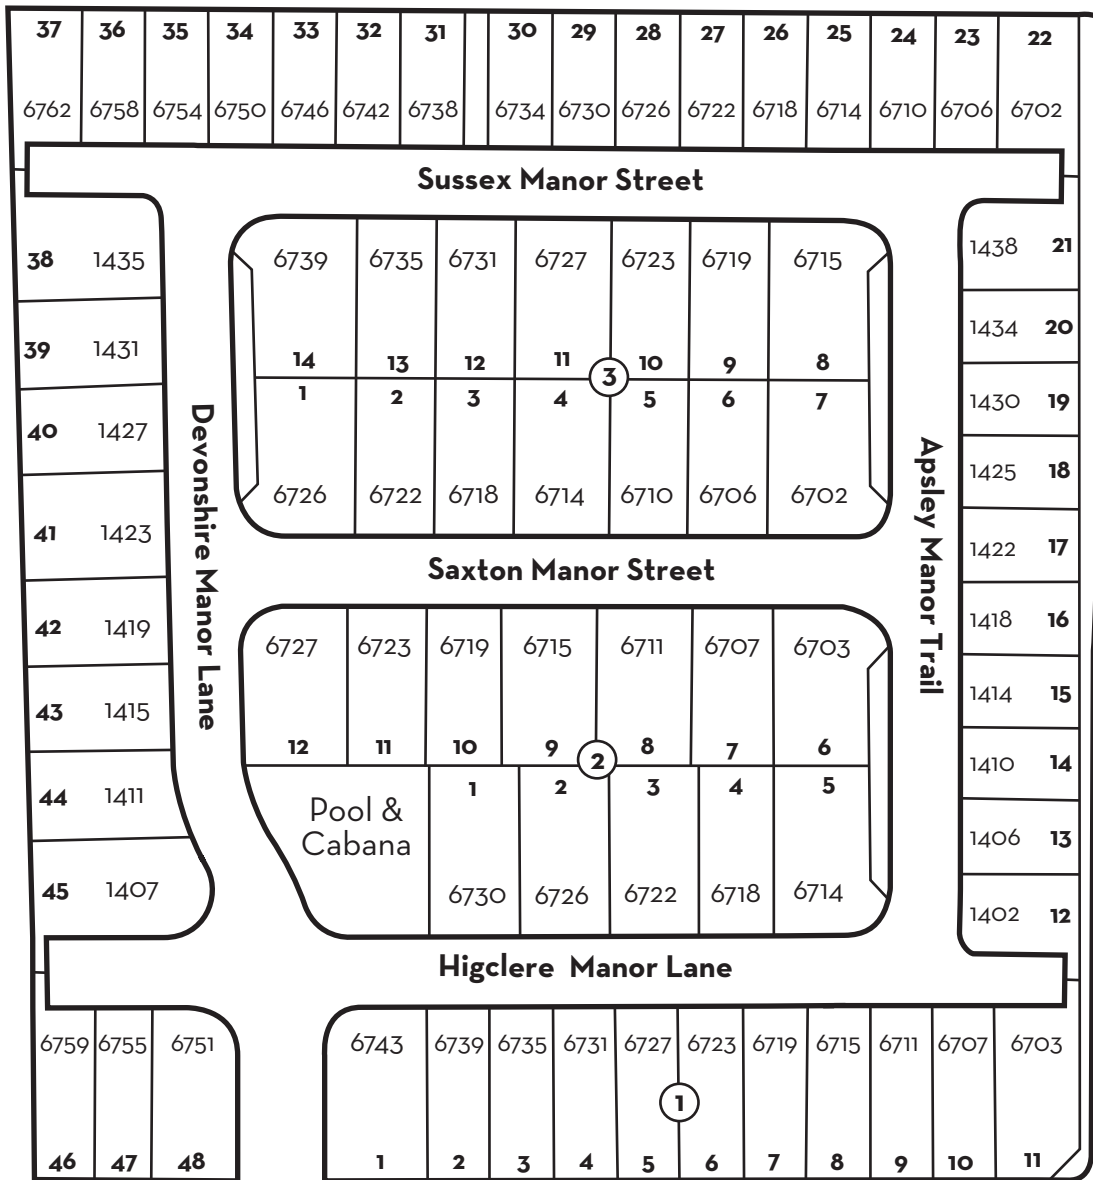 37 36 35 34 33 32 31 30 29 28 27 26 25 24 23 22
6762 6758 6754 6750 6746 6742 6738 6734 6730 6726 6722 6718 6714 6710 6706 6702
Sussex Manor Street
38 1435
39 1431
40 1427
41 1423
42 1419
43 1415
44 1411
45 1407
Devonshire Manor Lane
6739 6735 6731 6727 6723 6719 6715
14 13 12 11 10 9 8
3
1 2 3 4 5 6 7
6726 6722 6718 6714 6710 6706 6702
Saxton Manor Street
6727 6723 6719 6715 6711 6707 6703
12 11 10 9 8 7 6
2
1 2 3 4 5
Pool &
Cabana
6730 6726 6722 6718 6714
Apsley Manor Trail
1438 21
1434 20
1430 19
1425 18
1422 17
1418 16
1414 15
1410 14
1406 13
1402 12
Higclere Manor Lane
6759 6755 6751 6743 6739 6735 6731 6727 6723 6719 6715 6711 6707 6703
1
46 47 48 1 2 3 4 5 6 7 8 9 10 11